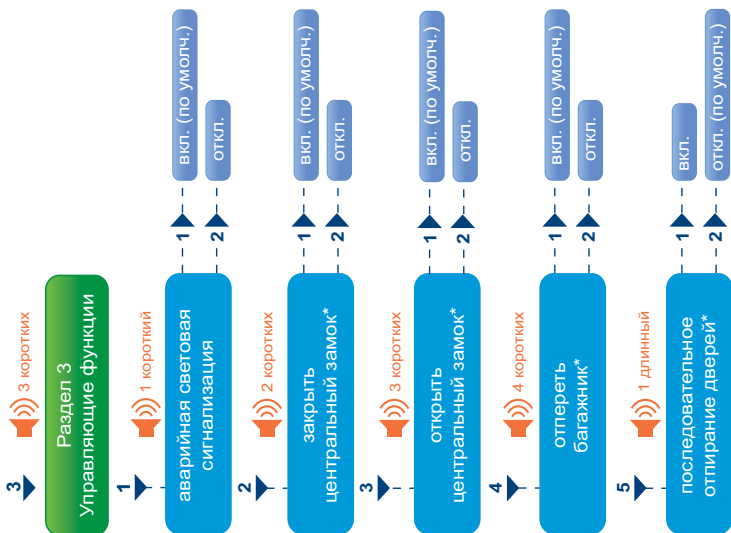 3
3 коротких
Раздел 3
Управляющие функции
1
1 короткий
аварийная световая
сигнализация
1
вкл. (по умолч.)
2
откл.
2
2 коротких
закрыть
центральный замок*
1
вкл. (по умолч.)
2
откл.
3
3 коротких
открыть
центральный замок*
1
вкл. (по умолч.)
2
откл.
4
4 коротких
отпереть
багажник*
1
вкл. (по умолч.)
2
откл.
5
1 длинный
последовательное
отпирание дверей*
1
вкл.
2
откл. (по умолч.)